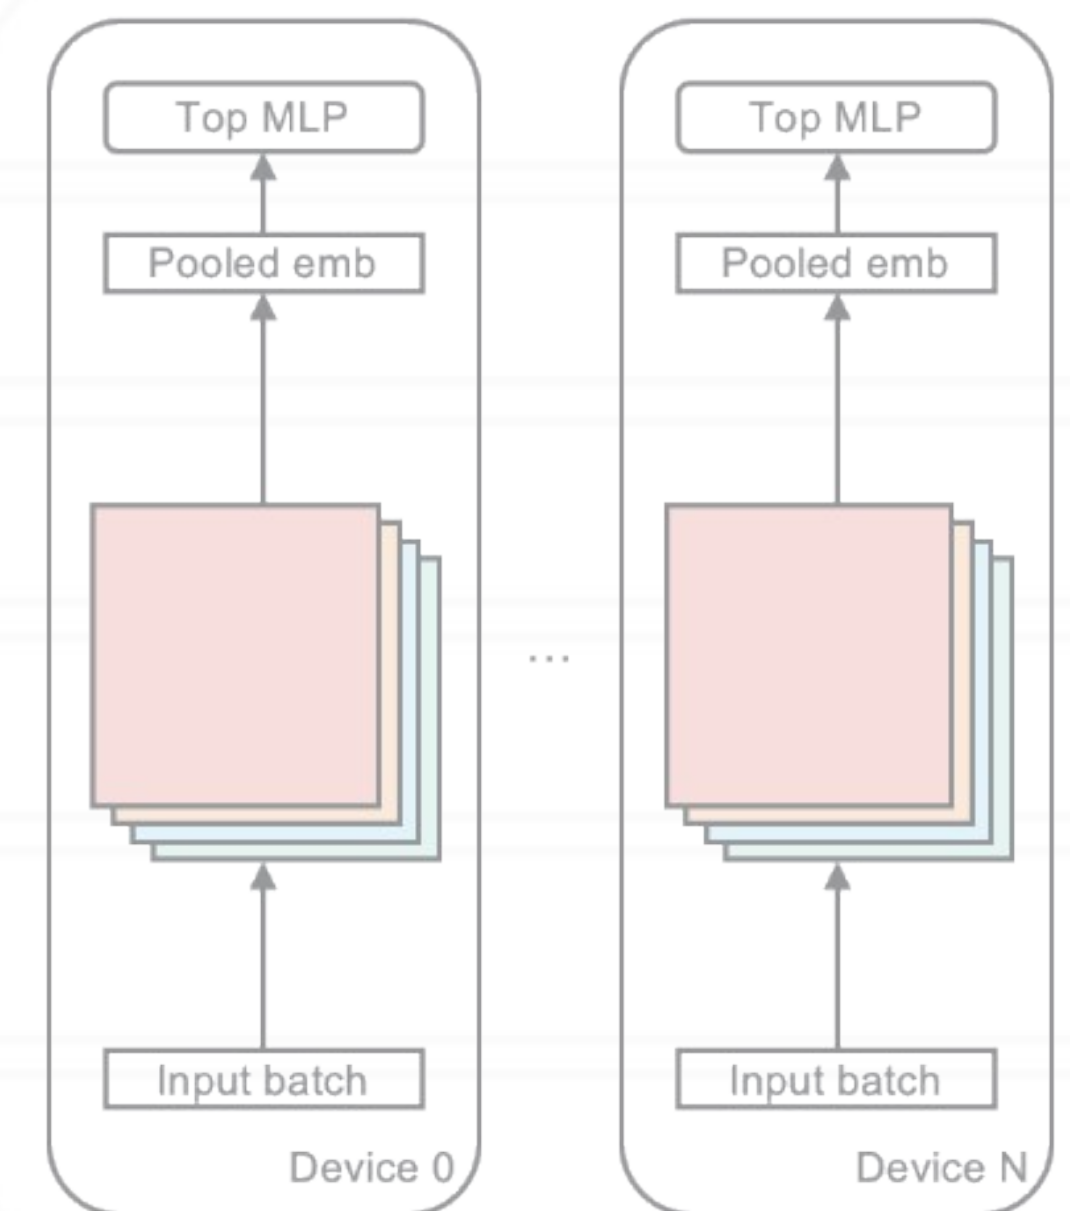 Top MLP
Pooled emb
Input batch
Device 0
...
Top MLP
Pooled emb
Input batch
Device N